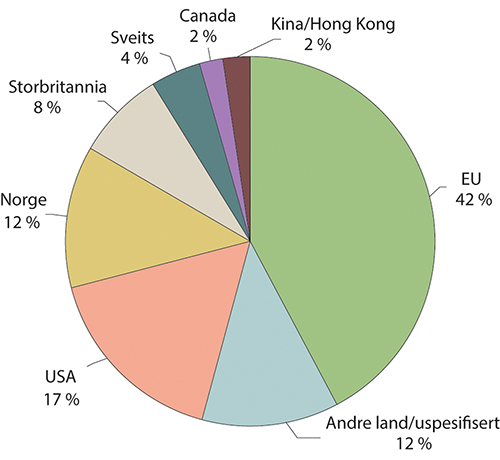 Canada
2 %
Kina/Hong Kong
2 %
Sveits
4 %
Storbritannia
8 %
EU
42 %
Norge
12 %
USA
17 %
Andre land/uspesifisert
12 %